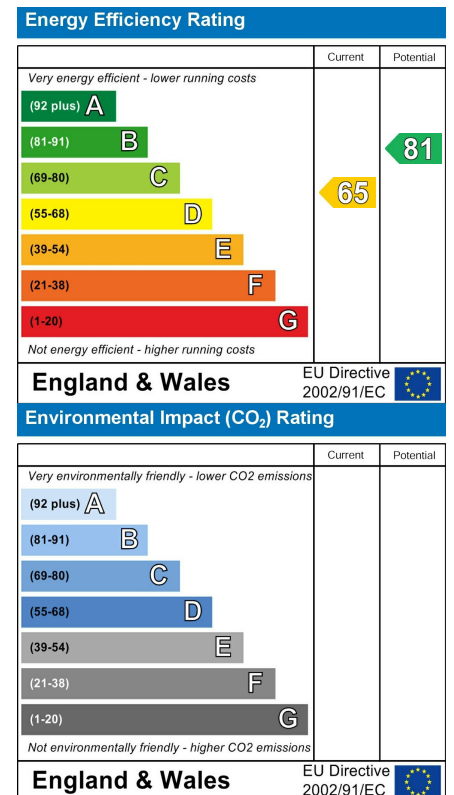 Energy Efficiency Rating
Current Potential
Very energy efficient - lower running costs
(92 plus) A
(81-91) B
81
(69-80) C
65
(55-68) D
(39-54) E
(21-38) F
(1-20) G
Not energy efficient - higher running costs
England & Wales
EU Directive
2002/91/EC
Environmental Impact (CO₂) Rating
Current Potential
Very environmentally friendly - lower CO2 emissions
(92 plus) A
(81-91) B
(69-80) C
(55-68) D
(39-54) E
(21-38) F
(1-20) G
Not environmentally friendly - higher CO2 emissions
England & Wales
EU Directive
2002/91/EC